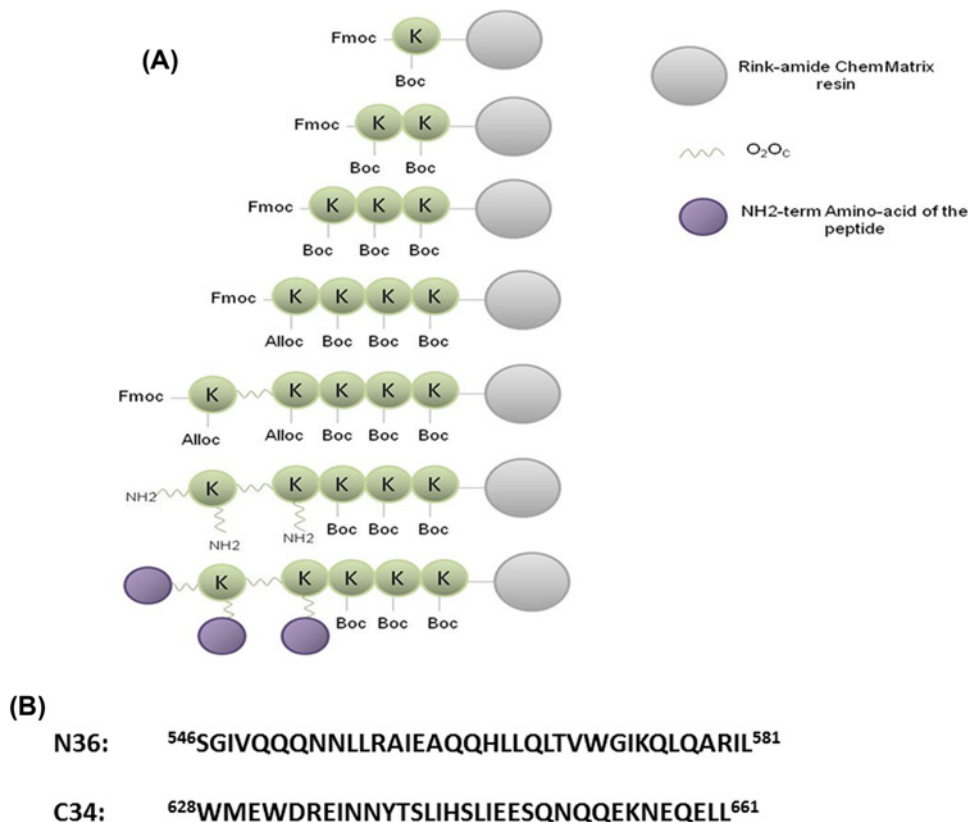 (A)
Fmoc K
Boc
Rink-amide ChemMatrix
resin
Fmoc K K
Boc Boc
O₂Oc
Fmoc K K K
Boc Boc Boc
NH2-term Amino-acid of the
peptide
Fmoc K K K K
Alloc Boc Boc Boc
Fmoc K K K K K
Alloc Alloc Boc Boc Boc
NH2 K K K K K
NH2 NH2 Boc Boc Boc
K K K K K
Boc Boc Boc
(B)
N36: ⁵⁴⁶SGIVQQQNNLLRAIEAQQHLLQLTVWGIKQLQARIL⁵⁸¹
C34: ⁶²⁸WMEWDREINNYTSLIHSLIEESQNQQEKNEQELL⁶⁶¹